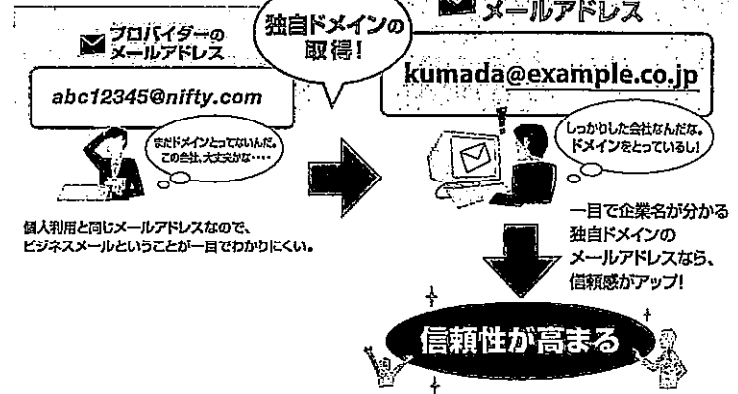 プロバイダーの
メールアドレス
abc12345@nifty.com
まだドメインとってないんだ。
この会社、大丈夫かな‥‥
個人利用と同じメールアドレスなので、
ビジネスメールということが一目でわかりにくい。
独自ドメインの
取得!
メールアドレス
kumada@example.co.jp
しっかりした会社なんだな。
ドメインをとっているし!
一目で企業名が分かる
独自ドメインの
メールアドレスなら、
信頼感がアップ!
信頼性が高まる